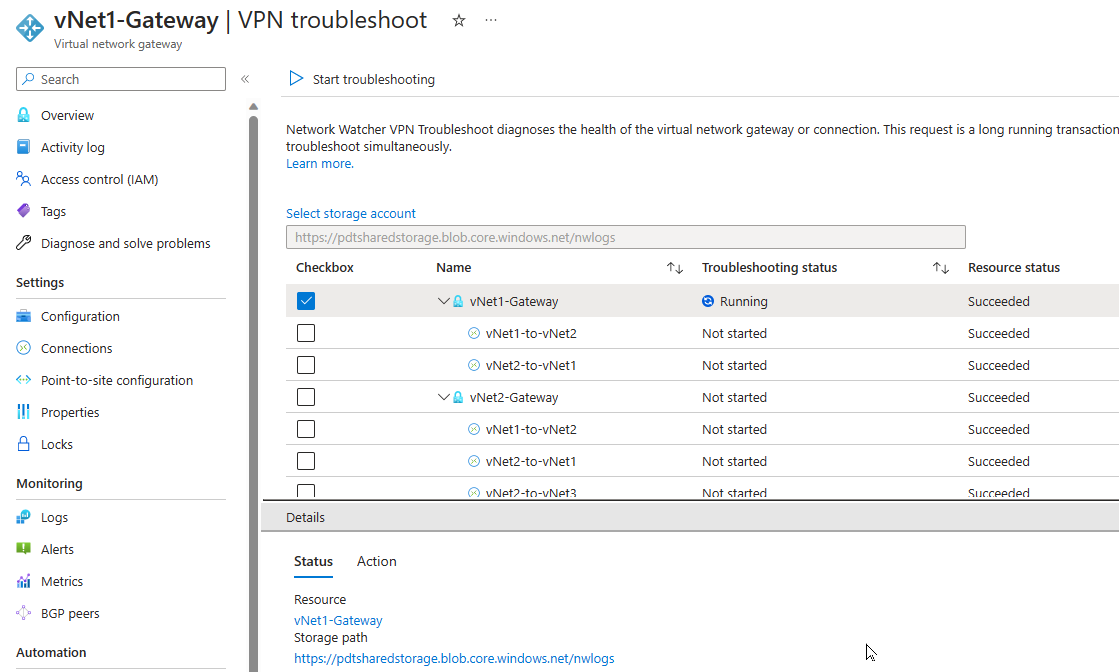 vNet1-Gateway | VPN troubleshoot
Virtual network gateway
Search
Overview
Activity log
Access control (IAM)
Tags
Diagnose and solve problems
Settings
Configuration
Connections
Point-to-site configuration
Properties
Locks
Monitoring
Logs
Alerts
Metrics
BGP peers
Automation
Start troubleshooting
Network Watcher VPN Troubleshoot diagnoses the health of the virtual network gateway or connection. This request is a long running transaction
troubleshoot simultaneously.
Learn more.
Select storage account
https://pdtsharedstorage.blob.core.windows.net/nwlogs
Checkbox Name Troubleshooting status Resource status
vNet1-Gateway Running Succeeded
vNet1-to-vNet2 Not started Succeeded
vNet2-to-vNet1 Not started Succeeded
vNet2-Gateway Not started Succeeded
vNet1-to-vNet2 Not started Succeeded
vNet2-to-vNet1 Not started Succeeded
vNet2-to-vNet3 Not started Succeeded
Details
Status Action
Resource
vNet1-Gateway
Storage path
https://pdtsharedstorage.blob.core.windows.net/nwlogs